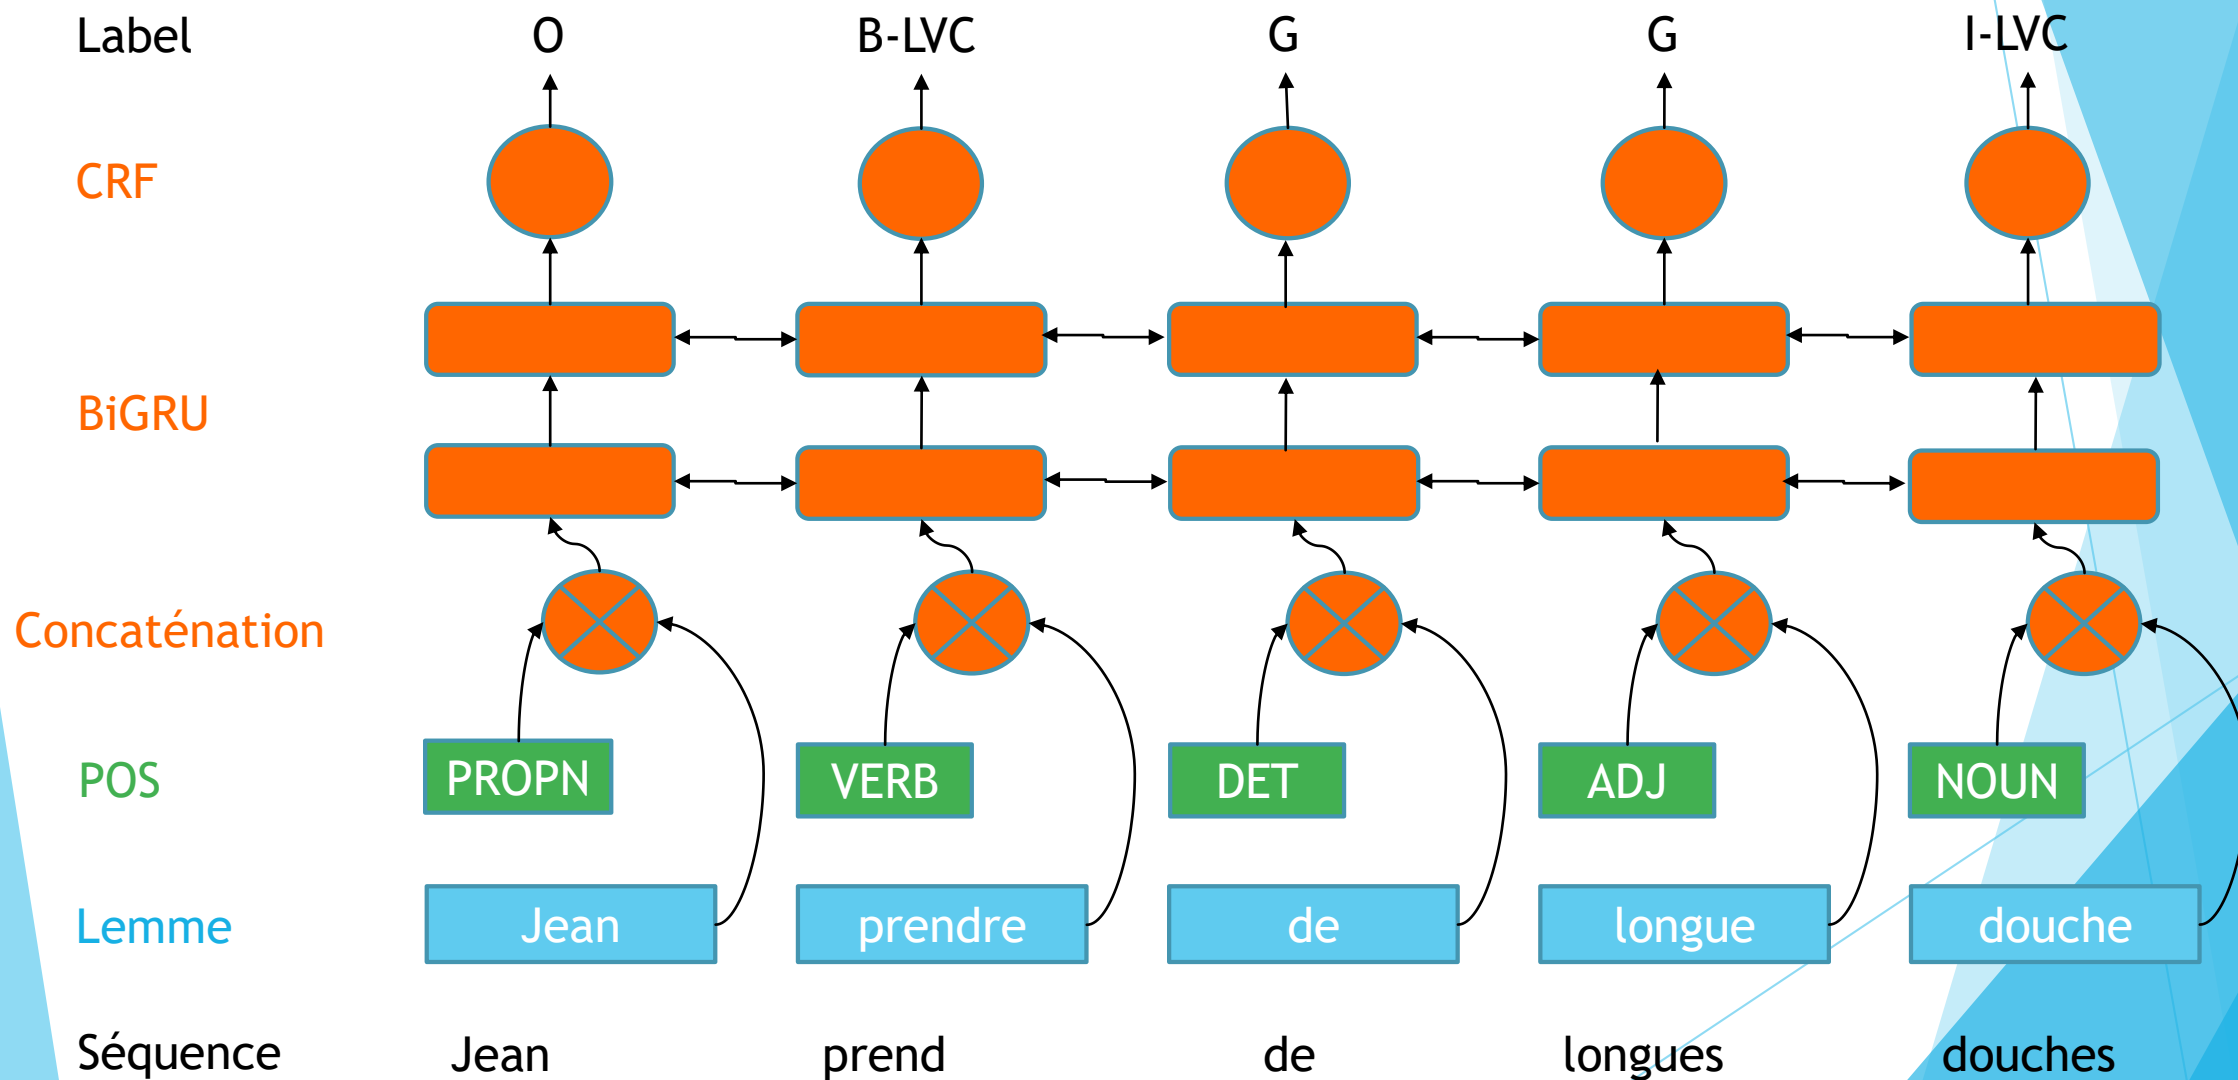 Label O B-LVC G G I-LVC
CRF
BiGRU
Concaténation
POS PROPN VERB DET ADJ NOUN
Lemme Jean prendre de longue douche
Séquence Jean prend de longues douches